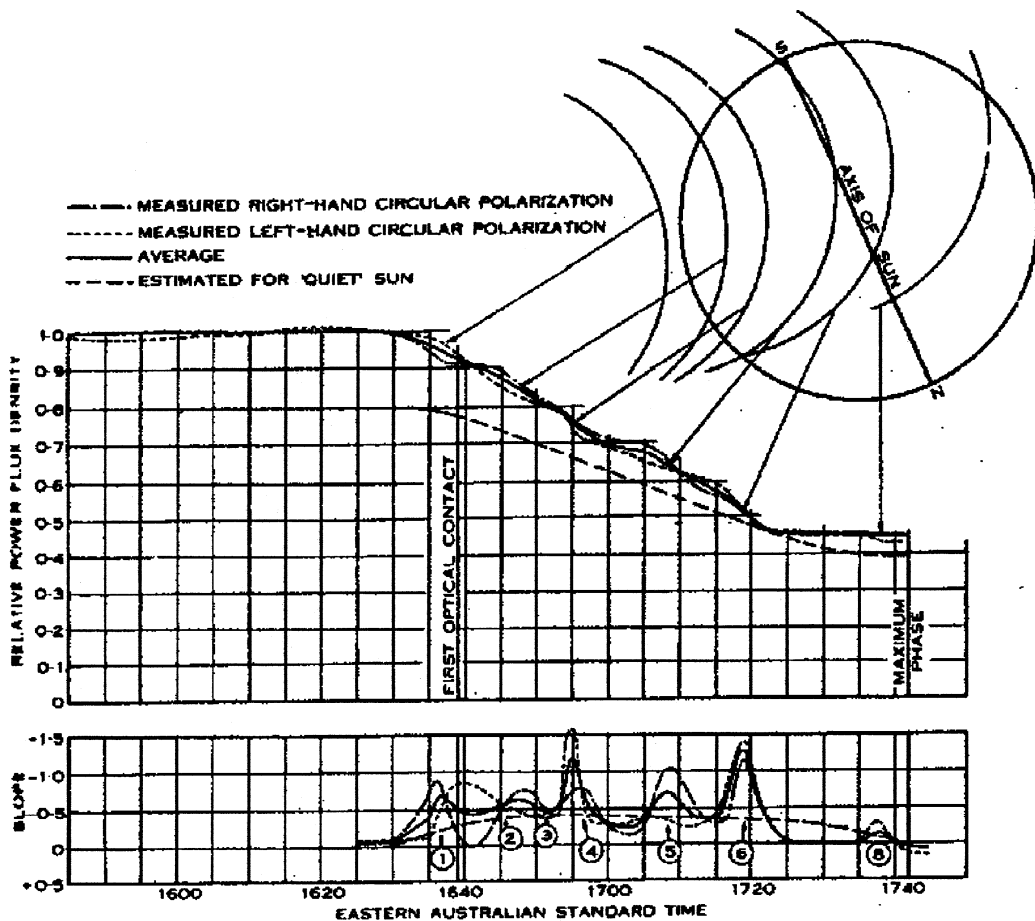 S
AXIS OF SUN
N
MEASURED RIGHT-HAND CIRCULAR POLARIZATION
MEASURED LEFT-HAND CIRCULAR POLARIZATION
AVERAGE
ESTIMATED FOR 'QUIET' SUN
RELATIVE POWER FLUX DENSITY
1·0
0·9
0·8
0·7
0·6
0·5
0·4
0·3
0·2
0·1
0
FIRST OPTICAL CONTACT
MAXIMUM PHASE
SLOPE
-1·5
-1·0
-0·5
0
+0·5
1 2 3 4 5 6 8
1600 1620 1640 1700 1720 1740
EASTERN AUSTRALIAN STANDARD TIME